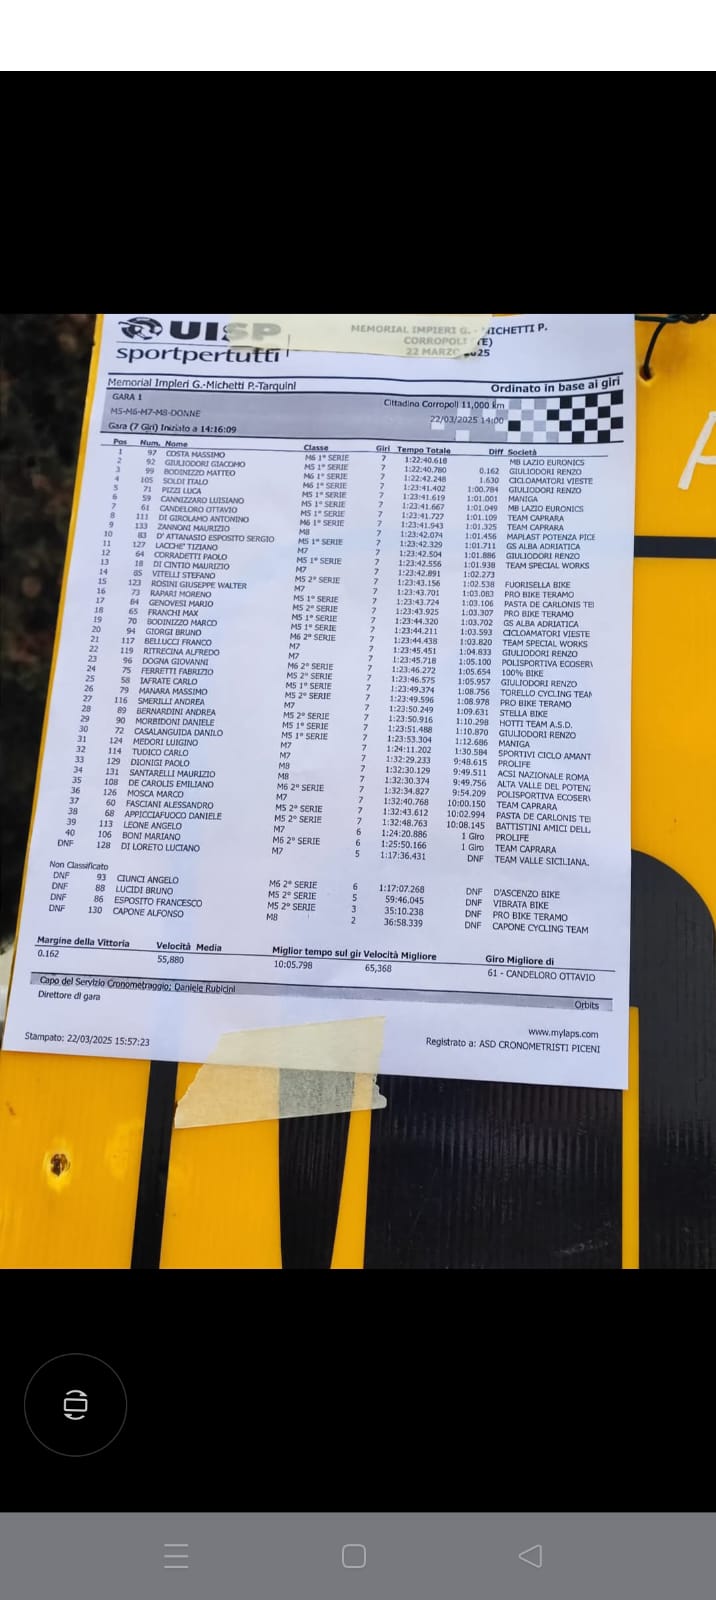 UISP
sportpertutti
MEMORIAL IMPIERI G. - MICHETTI P.
CORROPOLI (TE)
22 MARZO 2025
Memorial Impieri G.-Michetti P.-Tarquini Ordinato in base ai giri
GARA 1 Cittadino Corropoli 11,000 km
M5-M6-M7-M8-DONNE 22/03/2025 14:00
Gara (7 Giri) Iniziato a 14:16:09
Pos Num. Nome Classe Giri Tempo Totale Diff Società
1 97 COSTA MASSIMO M6 1° SERIE 7 1:22:40.618 MB LAZIO EURONICS
2 92 GIULIODORI GIACOMO M5 1° SERIE 7 1:22:40.780 0.162 GIULIODORI RENZO
3 99 BODINIZZO MATTEO M6 1° SERIE 7 1:22:42.248 1.630 CICLOAMATORI VIESTE
4 105 SOLDI ITALO M6 1° SERIE 7 1:23:41.402 1:00.784 GIULIODORI RENZO
5 71 PIZZI LUCA M5 1° SERIE 7 1:23:41.619 1:01.001 MANIGA
6 59 CANNIZZARO LUISIANO M5 1° SERIE 7 1:23:41.667 1:01.049 MB LAZIO EURONICS
7 61 CANDELORO OTTAVIO M5 1° SERIE 7 1:23:41.727 1:01.109 TEAM CAPRARA
8 111 DI GIROLAMO ANTONINO M6 1° SERIE 7 1:23:41.943 1:01.325 TEAM CAPRARA
9 133 ZANNONI MAURIZIO M8 7 1:23:42.074 1:01.456 MAPLAST POTENZA PICE
10 83 D' ATTANASIO ESPOSITO SERGIO M5 1° SERIE 7 1:23:42.329 1:01.711 GS ALBA ADRIATICA
11 127 LACCHE' TIZIANO M7 7 1:23:42.504 1:01.886 GIULIODORI RENZO
12 64 CORRADETTI PAOLO M5 1° SERIE 7 1:23:42.556 1:01.938 TEAM SPECIAL WORKS
13 18 DI CINTIO MAURIZIO M7 7 1:23:42.891 1:02.273
14 85 VITELLI STEFANO M5 2° SERIE 7 1:23:43.156 1:02.538 FUORISELLA BIKE
15 123 ROSINI GIUSEPPE WALTER M7 7 1:23:43.701 1:03.083 PRO BIKE TERAMO
16 73 RAPARI MORENO M5 1° SERIE 7 1:23:43.724 1:03.106 PASTA DE CARLONIS TEI
17 84 GENOVESI MARIO M5 2° SERIE 7 1:23:43.925 1:03.307 PRO BIKE TERAMO
18 65 FRANCHI MAX M5 1° SERIE 7 1:23:44.320 1:03.702 GS ALBA ADRIATICA
19 70 BODINIZZO MARCO M5 1° SERIE 7 1:23:44.211 1:03.593 CICLOAMATORI VIESTE
20 94 GIORGI BRUNO M6 2° SERIE 7 1:23:44.438 1:03.820 TEAM SPECIAL WORKS
21 117 BELLUCCI FRANCO M7 7 1:23:45.451 1:04.833 GIULIODORI RENZO
22 119 RITRECINA ALFREDO M7 7 1:23:45.718 1:05.100 POLISPORTIVA ECOSERV
23 96 DOGNA GIOVANNI M6 2° SERIE 7 1:23:46.272 1:05.654 100% BIKE
24 75 FERRETTI FABRIZIO M5 2° SERIE 7 1:23:46.575 1:05.957 GIULIODORI RENZO
25 58 IAFRATE CARLO M5 1° SERIE 7 1:23:49.374 1:08.756 TORELLO CYCLING TEAM
26 79 MANARA MASSIMO M5 2° SERIE 7 1:23:49.596 1:08.978 PRO BIKE TERAMO
27 116 SMERILLI ANDREA M7 7 1:23:50.249 1:09.631 STELLA BIKE
28 89 BERNARDINI ANDREA M5 2° SERIE 7 1:23:50.916 1:10.298 HOTTI TEAM A.S.D.
29 90 MORBIDONI DANIELE M5 1° SERIE 7 1:23:51.488 1:10.870 GIULIODORI RENZO
30 72 CASALANGUIDA DANILO M5 1° SERIE 7 1:23:53.304 1:12.686 MANIGA
31 124 MEDORI LUIGINO M7 7 1:24:11.202 1:30.584 SPORTIVI CICLO AMANT
32 114 TUDICO CARLO M7 7 1:32:29.233 9:48.615 PROLIFE
33 129 DIONIGI PAOLO M8 7 1:32:30.129 9:49.511 ACSI NAZIONALE ROMA
34 131 SANTARELLI MAURIZIO M8 7 1:32:30.374 9:49.756 ALTA VALLE DEL POTENZ
35 108 DE CAROLIS EMILIANO M6 2° SERIE 7 1:32:34.827 9:54.209 POLISPORTIVA ECOSERV
36 126 MOSCA MARCO M7 7 1:32:40.768 10:00.150 TEAM CAPRARA
37 60 FASCIANI ALESSANDRO M5 2° SERIE 7 1:32:43.612 10:02.994 PASTA DE CARLONIS TEI
38 68 APPICCIAFUOCO DANIELE M5 2° SERIE 7 1:32:48.763 10:08.145 BATTISTINI AMICI DELL
39 113 LEONE ANGELO M7 6 1:24:20.886 1 Giro PROLIFE
40 106 BONI MARIANO M6 2° SERIE 6 1:25:50.166 1 Giro TEAM CAPRARA
DNF 128 DI LORETO LUCIANO M7 5 1:17:36.431 DNF TEAM VALLE SICILIANA.
Non Classificato
DNF 93 CIUNCI ANGELO M6 2° SERIE 6 1:17:07.268 DNF D'ASCENZO BIKE
DNF 88 LUCIDI BRUNO M5 2° SERIE 5 59:46.045 DNF VIBRATA BIKE
DNF 86 ESPOSITO FRANCESCO M5 2° SERIE 3 35:10.238 DNF PRO BIKE TERAMO
DNF 130 CAPONE ALFONSO M8 2 36:58.339 DNF CAPONE CYCLING TEAM
Margine della Vittoria Velocità Media Miglior tempo sul gir Velocità Migliore Giro Migliore di
0.162 55,880 10:05.798 65,368 61 - CANDELORO OTTAVIO
Capo del Servizio Cronometraggio: Daniele Rubicini Orbits
Direttore di gara
www.mylaps.com
Stampato: 22/03/2025 15:57:23 Registrato a: ASD CRONOMETRISTI PICENI